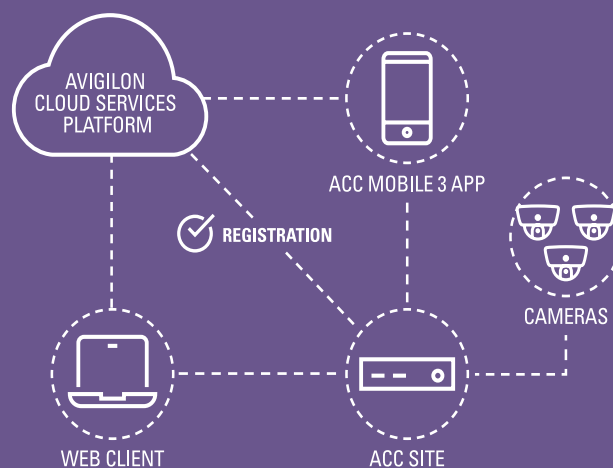 AVIGILON
CLOUD SERVICES
PLATFORM
ACC MOBILE 3 APP
REGISTRATION
CAMERAS
WEB CLIENT
ACC SITE